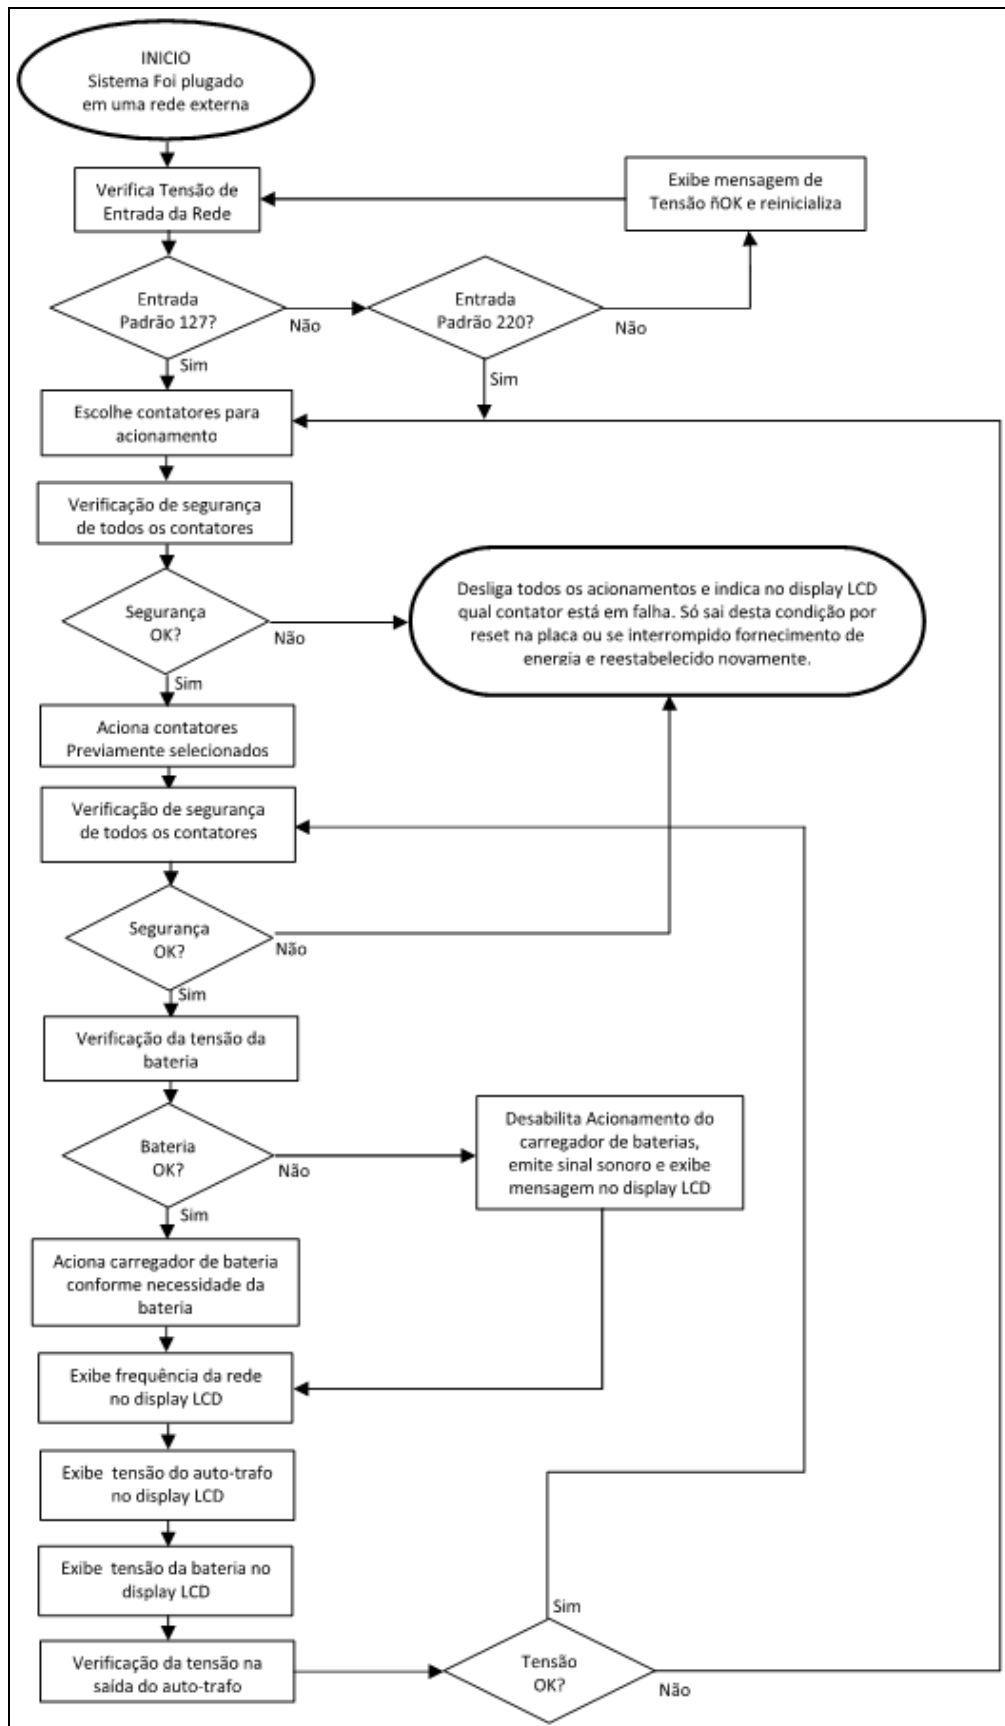 INICIO
Sistema Foi plugado
em uma rede externa
Verifica Tensão de
Entrada da Rede
Exibe mensagem de
Tensão ñOK e reinicializa
Entrada
Padrão 127?
Não
Entrada
Padrão 220?
Não
Sim
Sim
Escolhe contatores para
acionamento
Verificação de segurança
de todos os contatores
Segurança
OK?
Não
Desliga todos os acionamentos e indica no display LCD
qual contator está em falha. Só sai desta condição por
reset na placa ou se interrompido fornecimento de
energia e reestabelecido novamente.
Sim
Aciona contatores
Previamente selecionados
Verificação de segurança
de todos os contatores
Segurança
OK?
Não
Sim
Verificação da tensão da
bateria
Bateria
OK?
Não
Desabilita Acionamento do
carregador de baterias,
emite sinal sonoro e exibe
mensagem no display LCD
Sim
Aciona carregador de bateria
conforme necessidade da
bateria
Exibe frequência da rede
no display LCD
Exibe tensão do auto-trafo
no display LCD
Exibe tensão da bateria no
display LCD
Verificação da tensão na
saída do auto-trafo
Sim
Tensão
OK?
Não